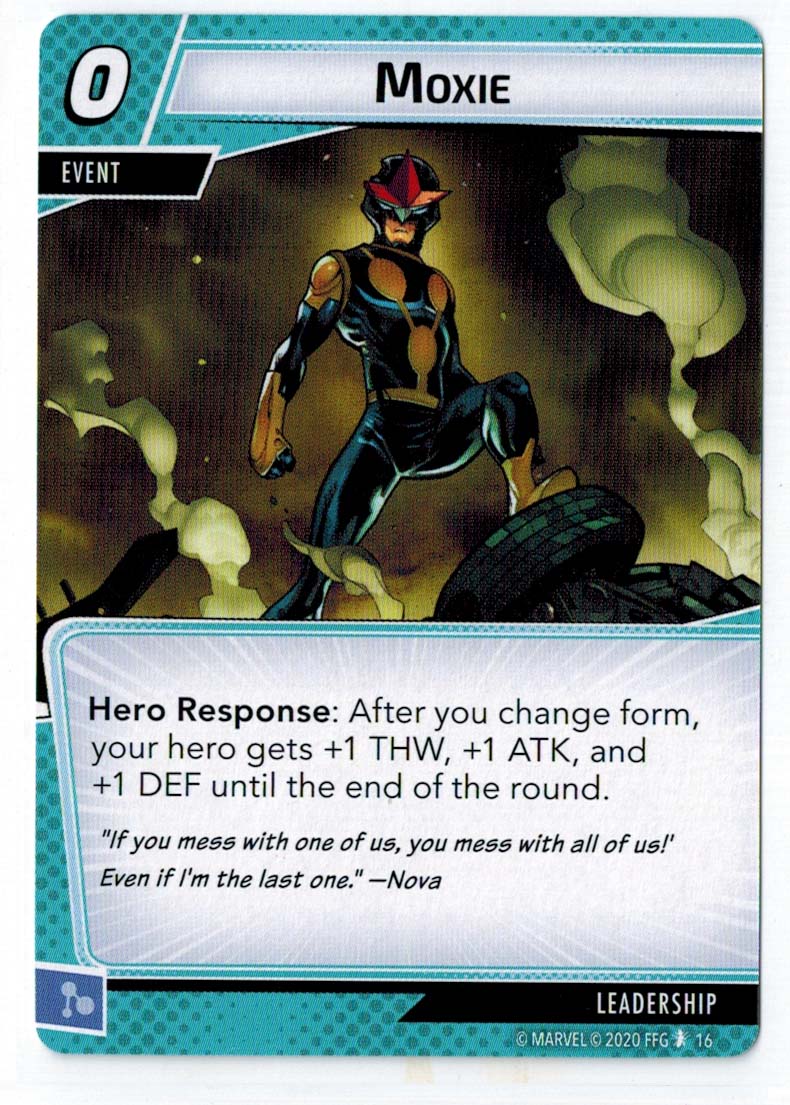 0
MOXIE
EVENT
Hero Response: After you change form,
your hero gets +1 THW, +1 ATK, and
+1 DEF until the end of the round.
"If you mess with one of us, you mess with all of us!'
Even if I'm the last one." —Nova
LEADERSHIP
© MARVEL © 2020 FFG 16